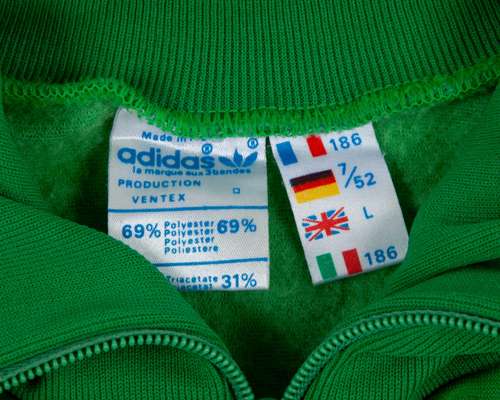 Made in
adidas
la marque aux 3 bandes
PRODUCTION
VENTEX
69% Polyester 69%
Polyester
Polyester
Poliestere
Triacetate 31%
186
7/52
L
186